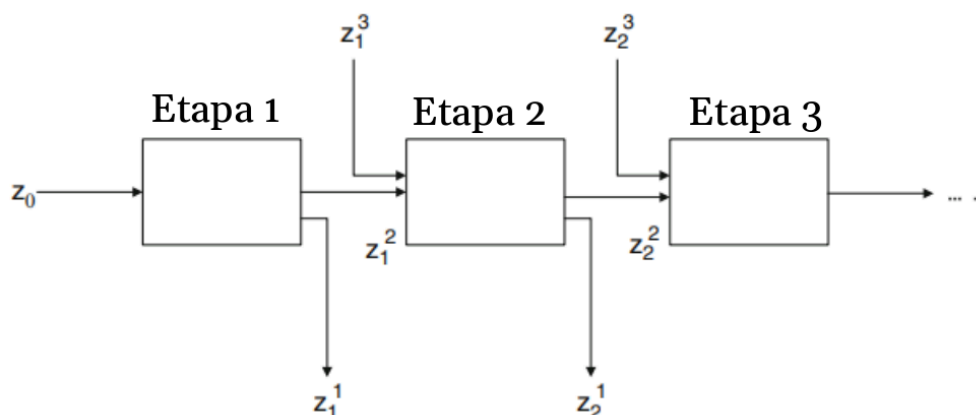 z₁³ z₂³
Etapa 1 Etapa 2 Etapa 3
z₀ ... .
z₁² z₂²
z₁¹ z₂¹